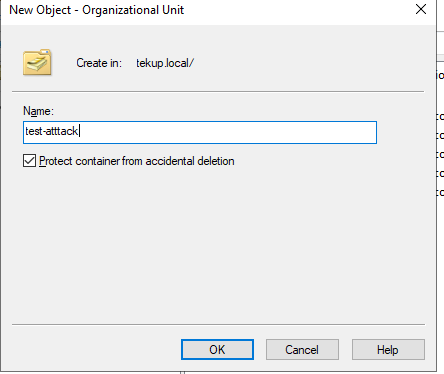 New Object - Organizational Unit
Create in: tekup.local/
Name:
test-atttack
Protect container from accidental deletion
OK Cancel Help